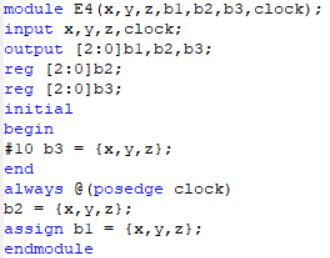 module E4(x,y,z,b1,b2,b3,clock);
input x,y,z,clock;
output [2:0]b1,b2,b3;
reg [2:0]b2;
reg [2:0]b3;
initial
begin
#10 b3 = {x,y,z};
end
always @(posedge clock)
b2 = {x,y,z};
assign b1 = {x,y,z};
endmodule